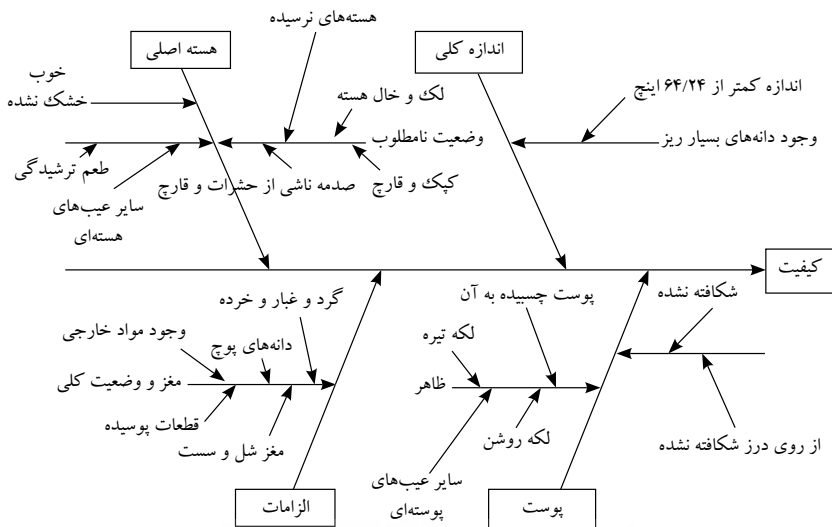 هسته‌های نرسیده
هسته اصلی
اندازه کلی
خوب
خشک نشده
لک و خال هسته
اندازه کمتر از ۶۴/۲۴ اینچ
وضعیت نامطلوب
وجود دانه‌های بسیار ریز
طعم ترشیدگی
صدمه ناشی از حشرات و قارچ
کپک و قارچ
سایر عیب‌های
هسته‌ای
کیفیت
شکافته نشده
پوست چسبیده به آن
گرد و غبار و خرده
وجود مواد خارجی
دانه‌های پوچ
لکه تیره
مغز و وضعیت کلی
ظاهر
قطعات پوسیده
مغز شل و سست
لکه روشن
از روی درز شکافته نشده
سایر عیب‌های
پوسته‌ای
الزامات
پوست